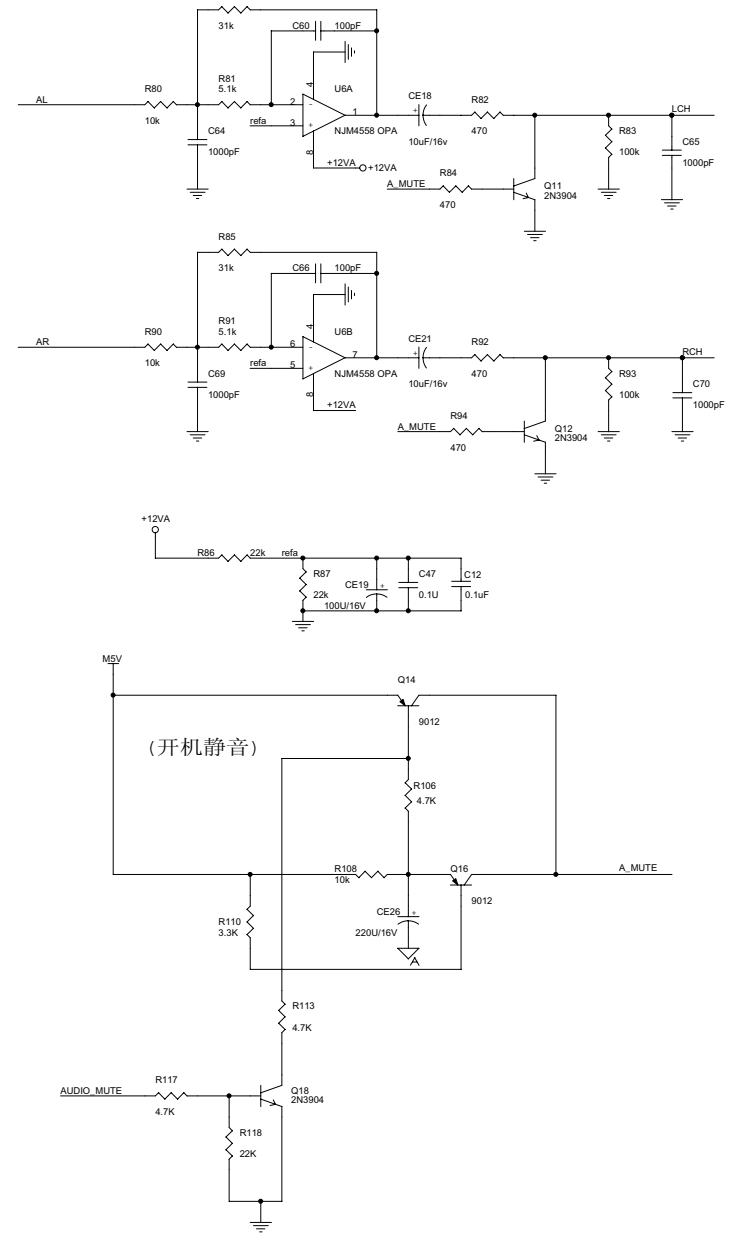 31k
C60 100pF
4
R80
R81
5.1k
U6A
CE18
R82
AL
2 -
1
LCH
10k
refa 3 +
NJM4558 OPA
C64
1000pF
8
10uF/16v
470
R83
100k
C65
1000pF
+12VA +12VA
A_MUTE
R84
470
Q11
2N3904
R85
31k
C66 100pF
4
R90
R91
5.1k
U6B
CE21
R92
AR
6 -
7
RCH
10k
refa 5 +
NJM4558 OPA
C69
1000pF
8
10uF/16v
470
R93
100k
C70
1000pF
+12VA
A_MUTE
R94
470
Q12
2N3904
+12VA
R86 22k refa
R87
22k
CE19 +
100U/16V
C47
0.1U
C12
0.1uF
M5V
Q14
9012
(开机静音)
R106
4.7K
R108
10k
Q16
A_MUTE
9012
R110
3.3K
CE26 +
220U/16V
A
R113
4.7K
AUDIO_MUTE
R117
4.7K
Q18
2N3904
R118
22K